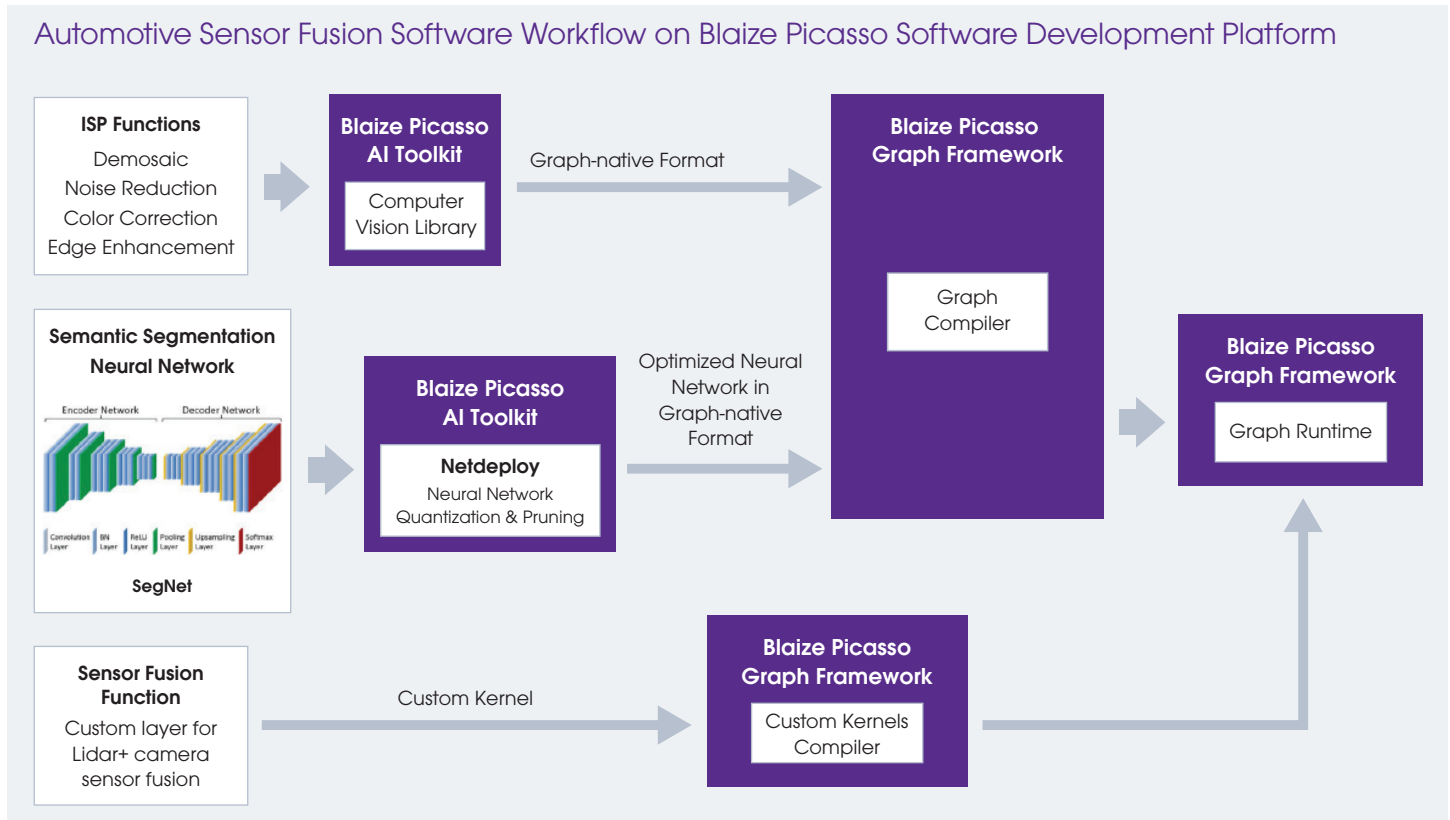 Automotive Sensor Fusion Software Workflow on Blaize Picasso Software Development Platform
ISP Functions
Demosaic
Noise Reduction
Color Correction
Edge Enhancement
Blaize Picasso
AI Toolkit
Computer
Vision Library
Graph-native Format
Blaize Picasso
Graph Framework
Graph
Compiler
Semantic Segmentation
Neural Network
Encoder Network
Decoder Network
Convolution
Layer
BN
Layer
ReLU
Layer
Pooling
Layer
Upsampling
Layer
Softmax
Layer
SegNet
Blaize Picasso
AI Toolkit
Netdeploy
Neural Network
Quantization & Pruning
Optimized Neural
Network in
Graph-native
Format
Blaize Picasso
Graph Framework
Graph Runtime
Sensor Fusion
Function
Custom layer for
Lidar+ camera
sensor fusion
Custom Kernel
Blaize Picasso
Graph Framework
Custom Kernels
Compiler